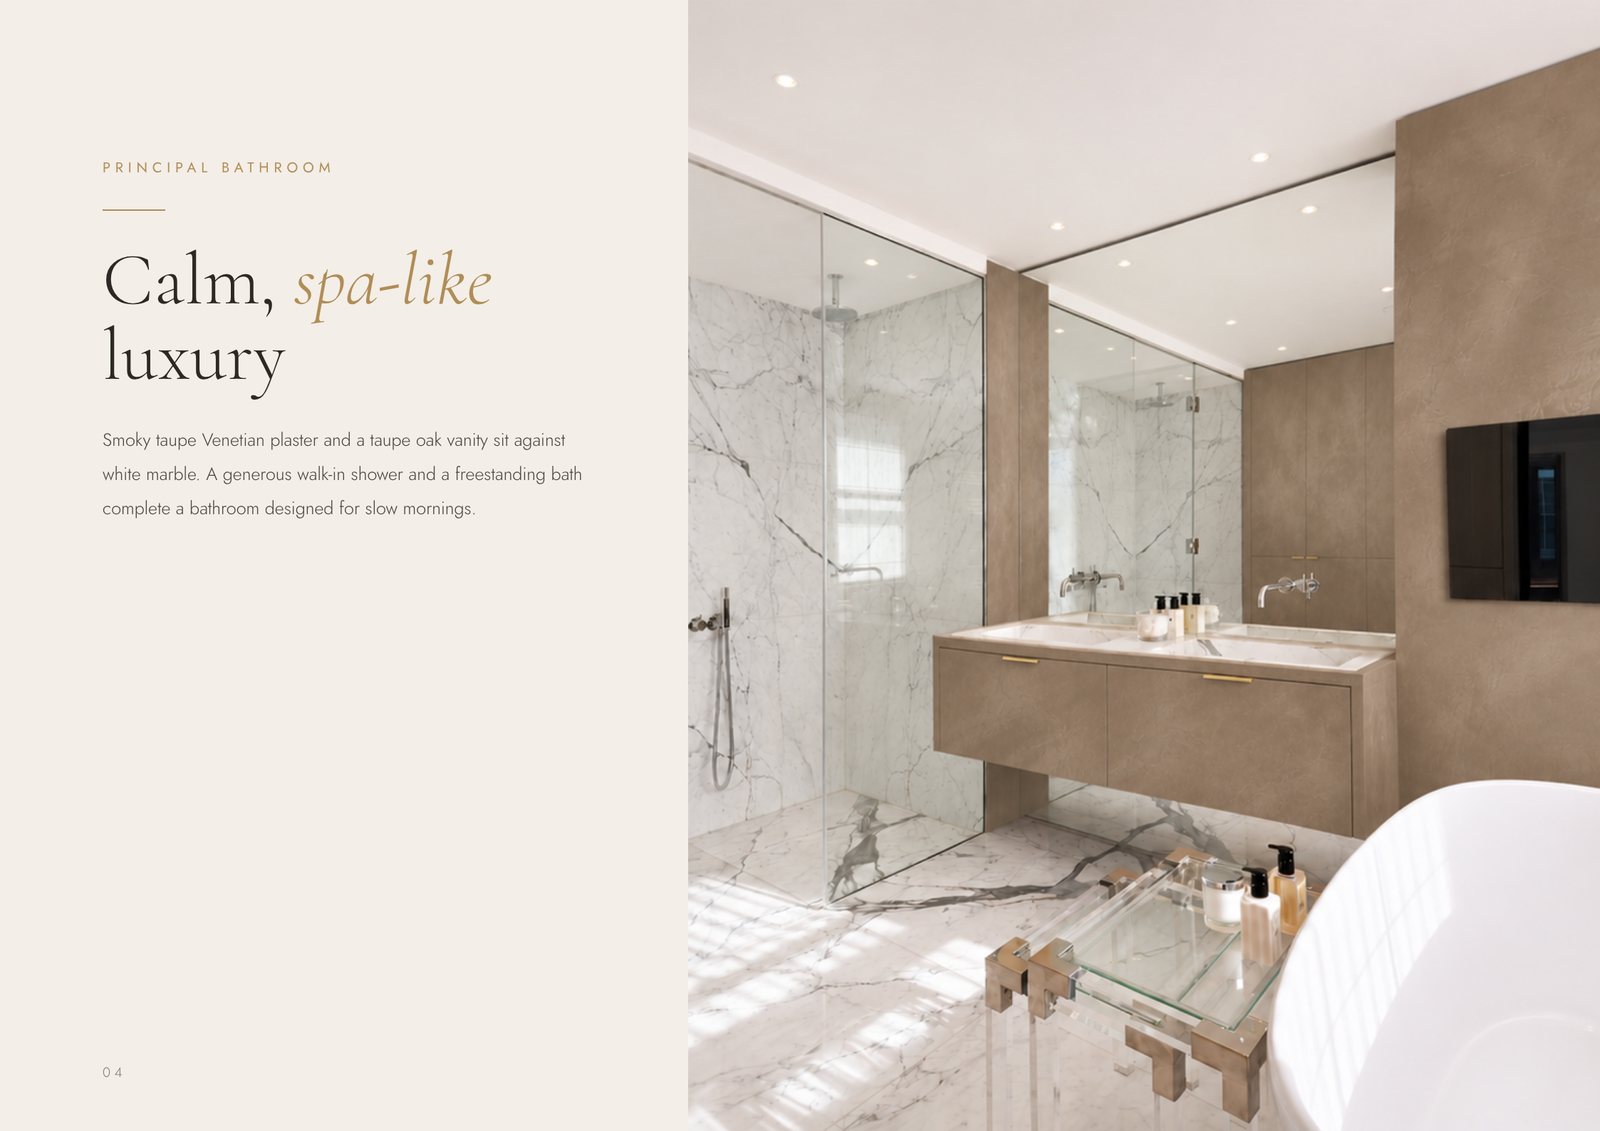 PRINCIPAL BATHROOM
Calm, spa-like
luxury
Smoky taupe Venetian plaster and a taupe oak vanity sit against
white marble. A generous walk-in shower and a freestanding bath
complete a bathroom designed for slow mornings.
04